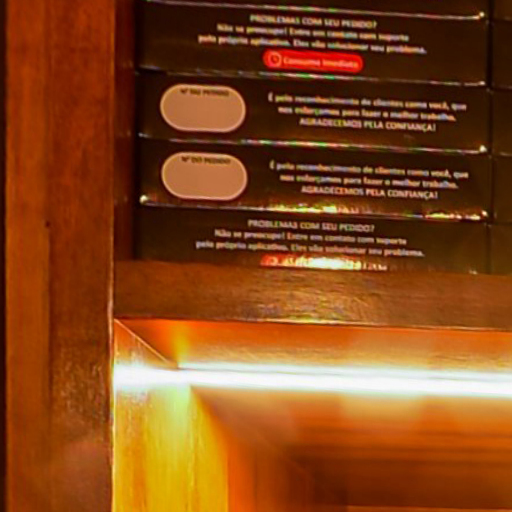 PROBLEMAS COM SEU PEDIDO?
Não se preocupe! Entre em contato com suporte
pelo próprio aplicativo. Eles vão solucionar seu problema.
Consumo Imediato
Nº DO PEDIDO
É pelo reconhecimento de clientes como você, que
nos esforçamos para fazer o melhor trabalho.
AGRADECEMOS PELA CONFIANÇA!
Nº DO PEDIDO
É pelo reconhecimento de clientes como você, que
nos esforçamos para fazer o melhor trabalho.
AGRADECEMOS PELA CONFIANÇA!
PROBLEMAS COM SEU PEDIDO?
Não se preocupe! Entre em contato com suporte
pelo próprio aplicativo. Eles vão solucionar seu problema.